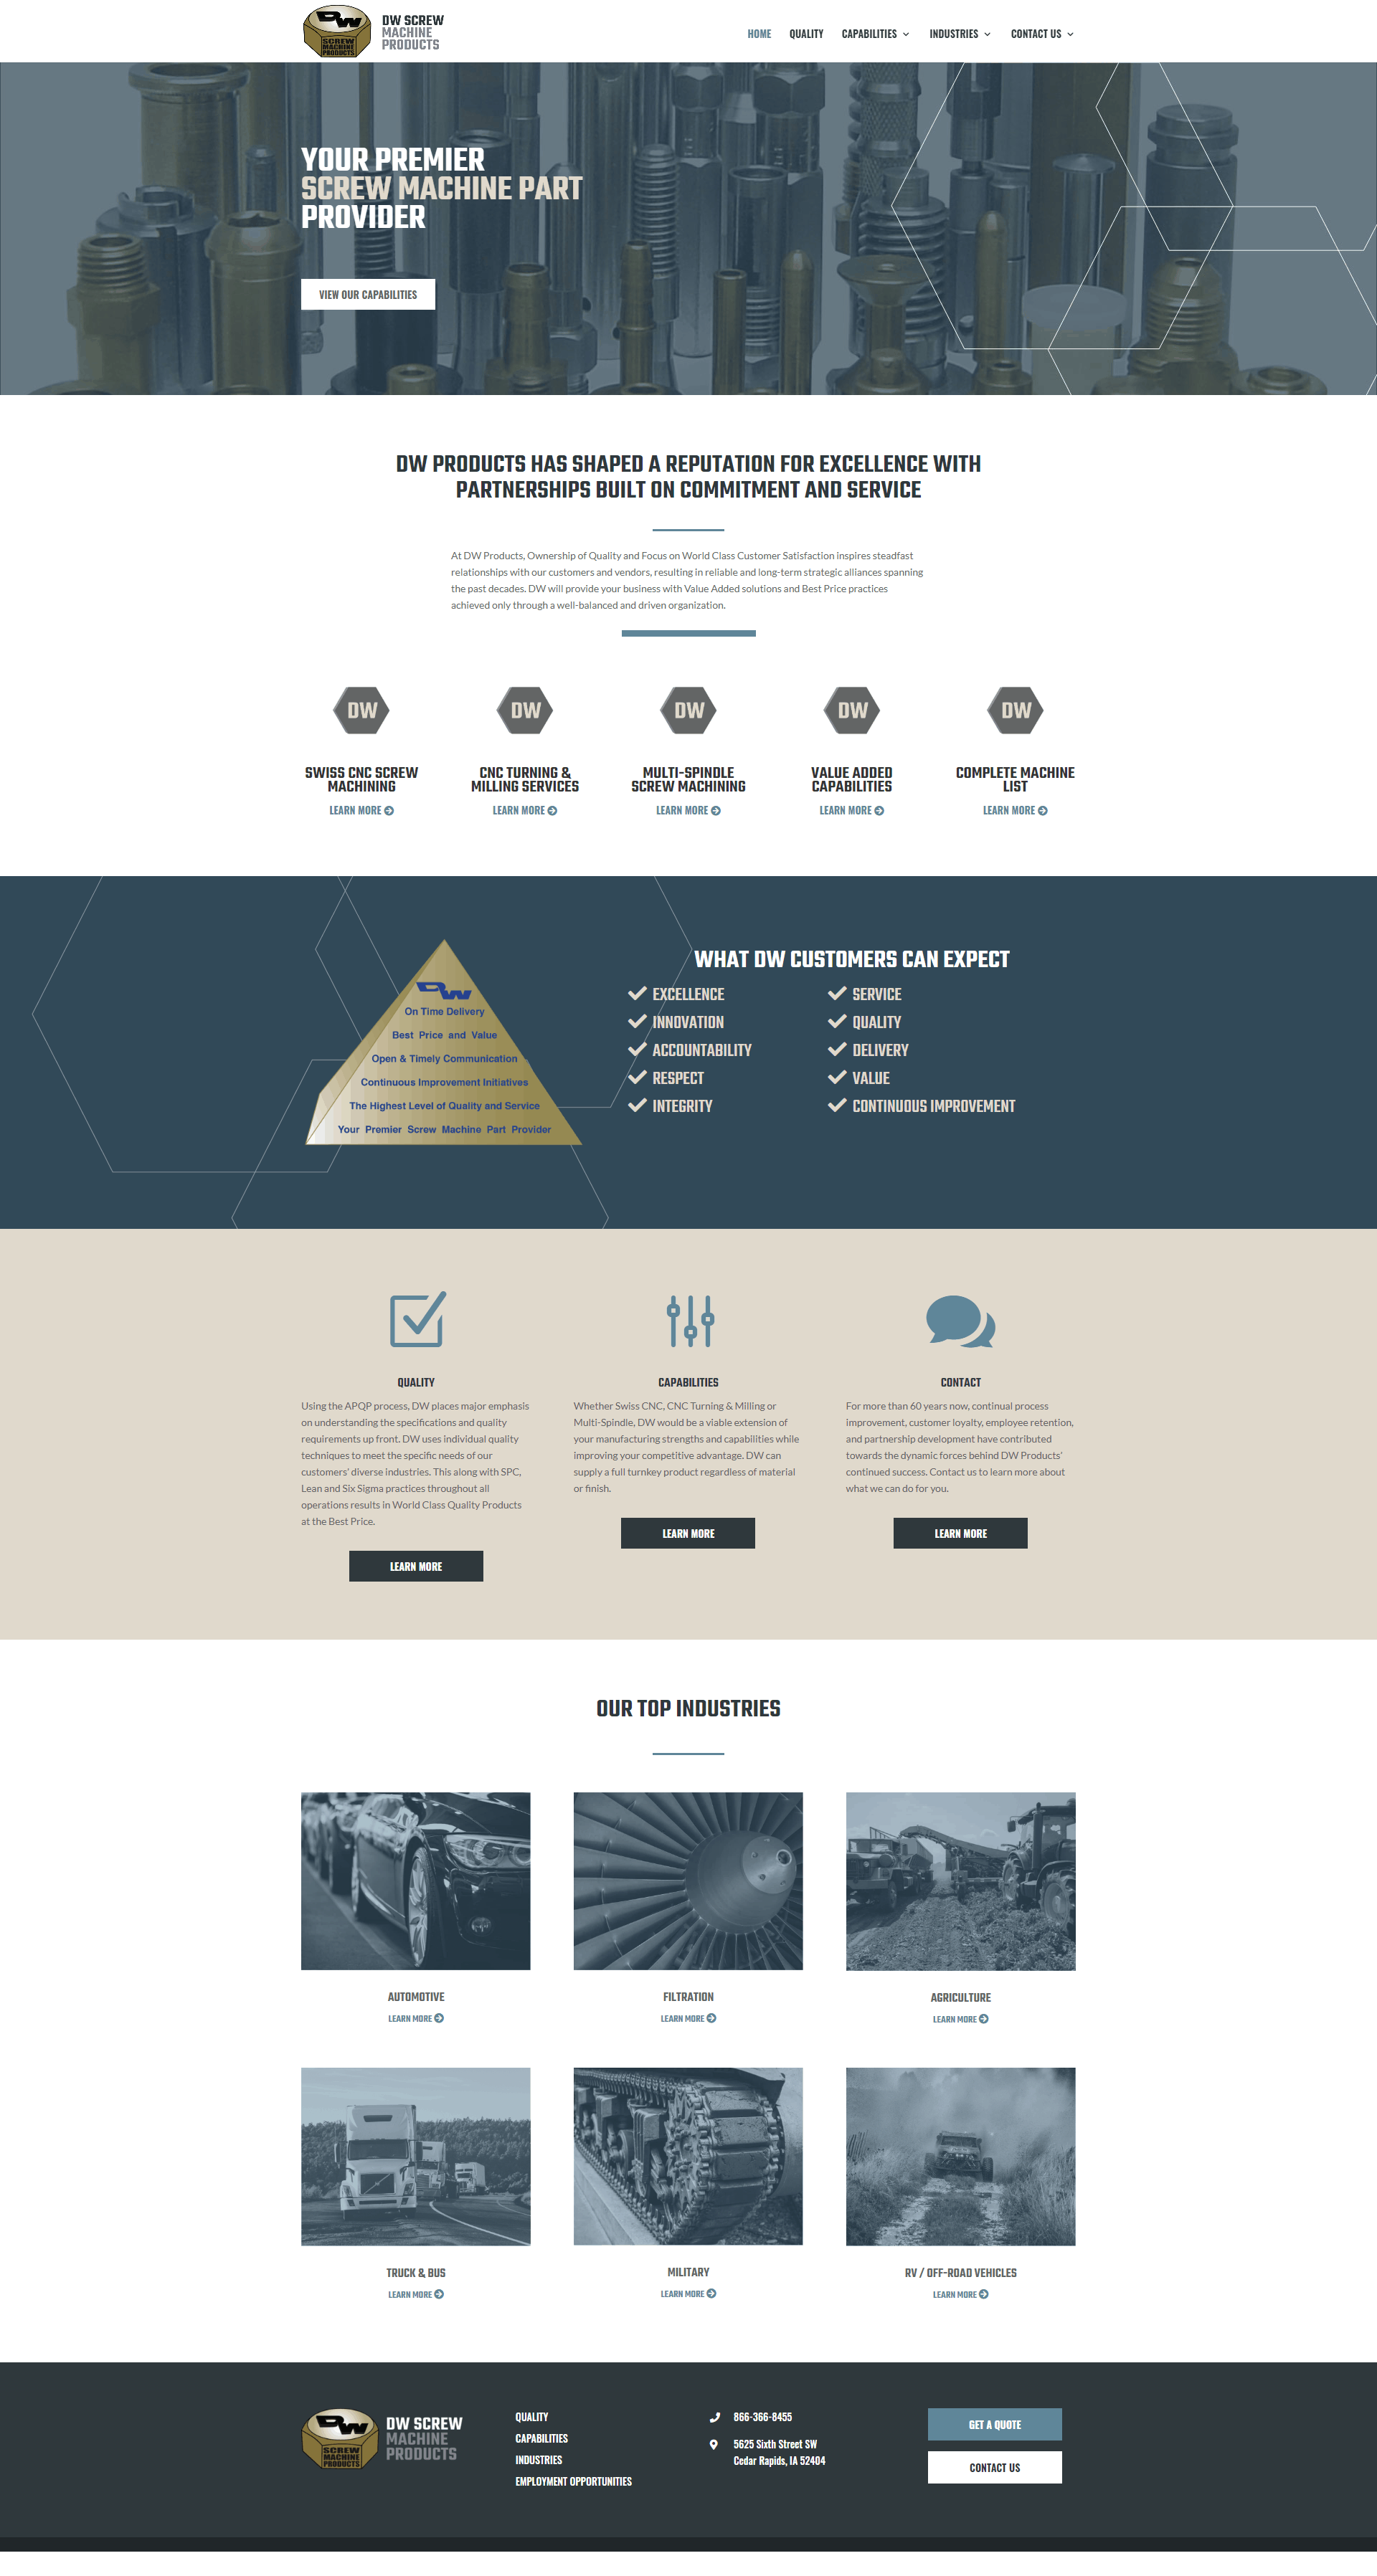 DW
SCREW
MACHINE
PRODUCTS
DW SCREW
MACHINE
PRODUCTS
HOME QUALITY CAPABILITIES INDUSTRIES CONTACT US
YOUR PREMIER
SCREW MACHINE PART
PROVIDER
VIEW OUR CAPABILITIES
DW PRODUCTS HAS SHAPED A REPUTATION FOR EXCELLENCE WITH
PARTNERSHIPS BUILT ON COMMITMENT AND SERVICE
At DW Products, Ownership of Quality and Focus on World Class Customer Satisfaction inspires steadfast
relationships with our customers and vendors, resulting in reliable and long-term strategic alliances spanning
the past decades. DW will provide your business with Value Added solutions and Best Price practices
achieved only through a well-balanced and driven organization.
DW DW DW DW DW
SWISS CNC SCREW
MACHINING
LEARN MORE
CNC TURNING &
MILLING SERVICES
LEARN MORE
MULTI-SPINDLE
SCREW MACHINING
LEARN MORE
VALUE ADDED
CAPABILITIES
LEARN MORE
COMPLETE MACHINE
LIST
LEARN MORE
DW
On Time Delivery
Best Price and Value
Open & Timely Communication
Continuous Improvement Initiatives
The Highest Level of Quality and Service
Your Premier Screw Machine Part Provider
WHAT DW CUSTOMERS CAN EXPECT
EXCELLENCE
INNOVATION
ACCOUNTABILITY
RESPECT
INTEGRITY
SERVICE
QUALITY
DELIVERY
VALUE
CONTINUOUS IMPROVEMENT
QUALITY
Using the APQP process, DW places major emphasis
on understanding the specifications and quality
requirements up front. DW uses individual quality
techniques to meet the specific needs of our
customers' diverse industries. This along with SPC,
Lean and Six Sigma practices throughout all
operations results in World Class Quality Products
at the Best Price.
LEARN MORE
CAPABILITIES
Whether Swiss CNC, CNC Turning & Milling or
Multi-Spindle, DW would be a viable extension of
your manufacturing strengths and capabilities while
improving your competitive advantage. DW can
supply a full turnkey product regardless of material
or finish.
LEARN MORE
CONTACT
For more than 60 years now, continual process
improvement, customer loyalty, employee retention,
and partnership development have contributed
towards the dynamic forces behind DW Products'
continued success. Contact us to learn more about
what we can do for you.
LEARN MORE
OUR TOP INDUSTRIES
AUTOMOTIVE
LEARN MORE
FILTRATION
LEARN MORE
AGRICULTURE
LEARN MORE
TRUCK & BUS
LEARN MORE
MILITARY
LEARN MORE
RV / OFF-ROAD VEHICLES
LEARN MORE
DW
SCREW
MACHINE
PRODUCTS
DW SCREW
MACHINE
PRODUCTS
QUALITY
CAPABILITIES
INDUSTRIES
EMPLOYMENT OPPORTUNITIES
866-366-8455
5625 Sixth Street SW
Cedar Rapids, IA 52404
GET A QUOTE
CONTACT US